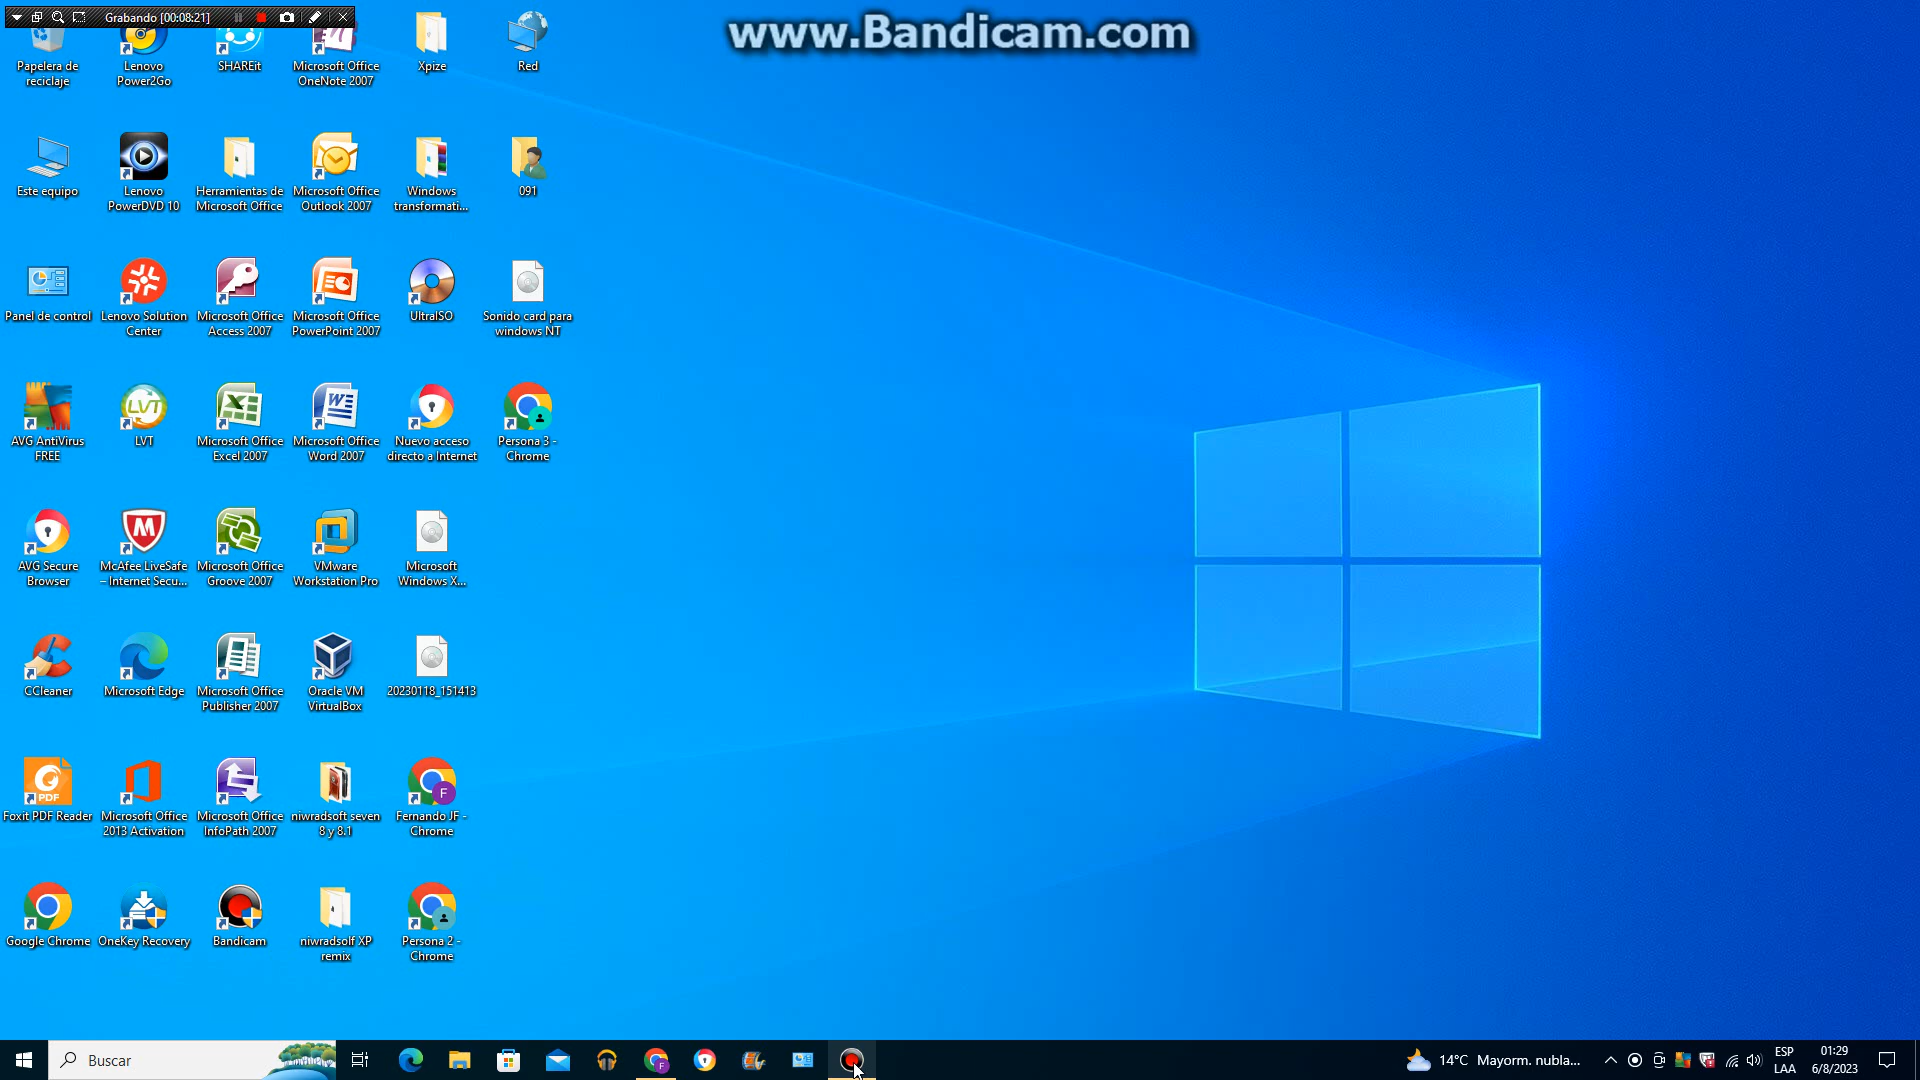 Grabando [00:08:21]
www.Bandicam.com
Papelera de
reciclaje
Lenovo
Power2Go
SHAREit
Microsoft Office
OneNote 2007
Xpize
Red
Este equipo
Lenovo
PowerDVD 10
Herramientas de
Microsoft Office
Microsoft Office
Outlook 2007
Windows
transformati...
091
Panel de control
Lenovo Solution
Center
Microsoft Office
Access 2007
Microsoft Office
PowerPoint 2007
UltraISO
Sonido card para
windows NT
AVG AntiVirus
FREE
LVT
LVT
Microsoft Office
Excel 2007
Microsoft Office
Word 2007
Nuevo acceso
directo a Internet
Persona 3 -
Chrome
AVG Secure
Browser
McAfee LiveSafe
– Internet Secu...
Microsoft Office
Groove 2007
VMware
Workstation Pro
Microsoft
Windows X...
CCleaner
Microsoft Edge
Microsoft Office
Publisher 2007
Oracle VM
VirtualBox
20230118_151413
PDF
F
Foxit PDF Reader
Microsoft Office
2013 Activation
Microsoft Office
InfoPath 2007
niwradsoft seven
8 y 8.1
Fernando JF -
Chrome
Google Chrome
OneKey Recovery
Bandicam
niwradsolf XP
remix
Persona 2 -
Chrome
Buscar
14°C Mayorm. nubla...
ESP
LAA
01:29
6/8/2023